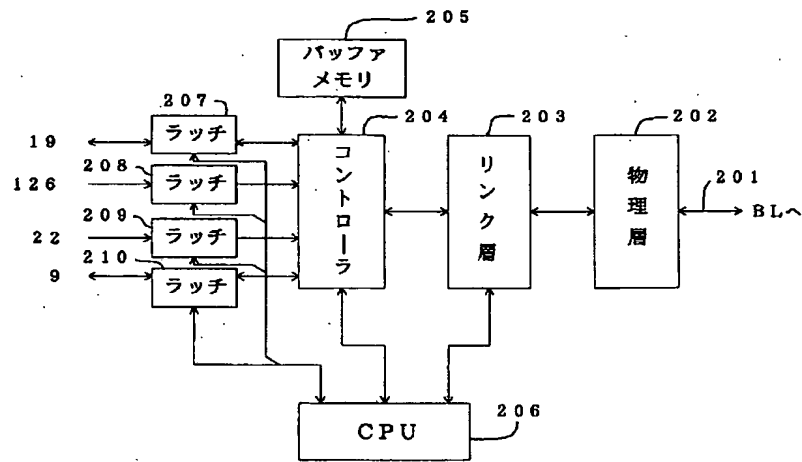 205
バッファ
メモリ
207
204
203
202
19
ラッチ
208
126
ラッチ
209
22
ラッチ
210
9
ラッチ
コントローラ
リンク層
物理層
201
BLへ
CPU
206